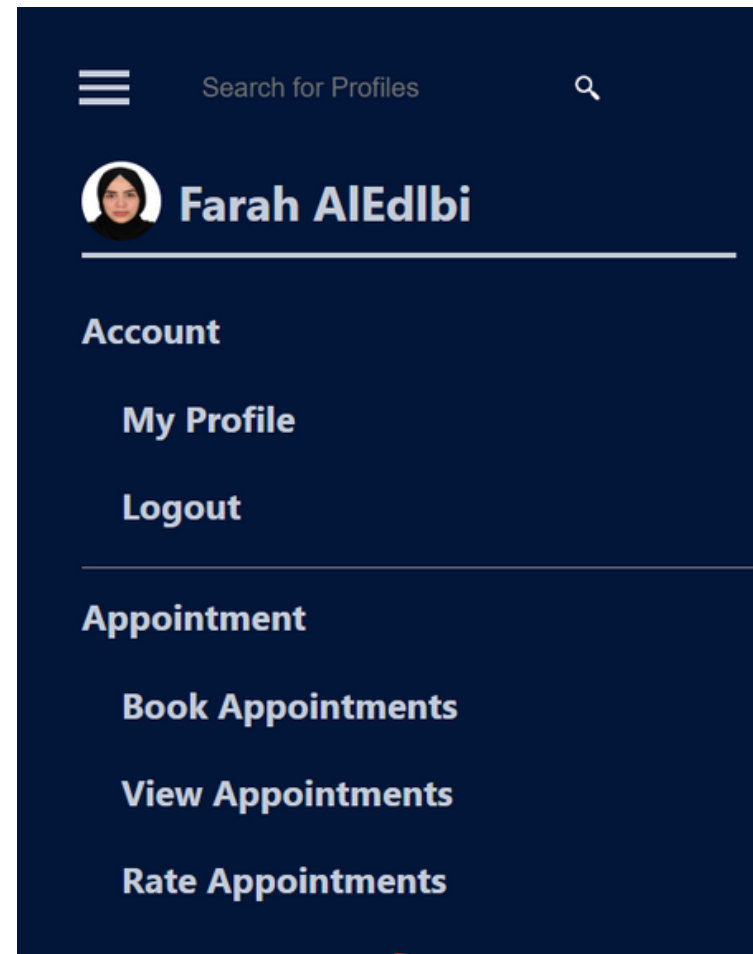 Search for Profiles
Farah AlEdlbi
Account
My Profile
Logout
Appointment
Book Appointments
View Appointments
Rate Appointments